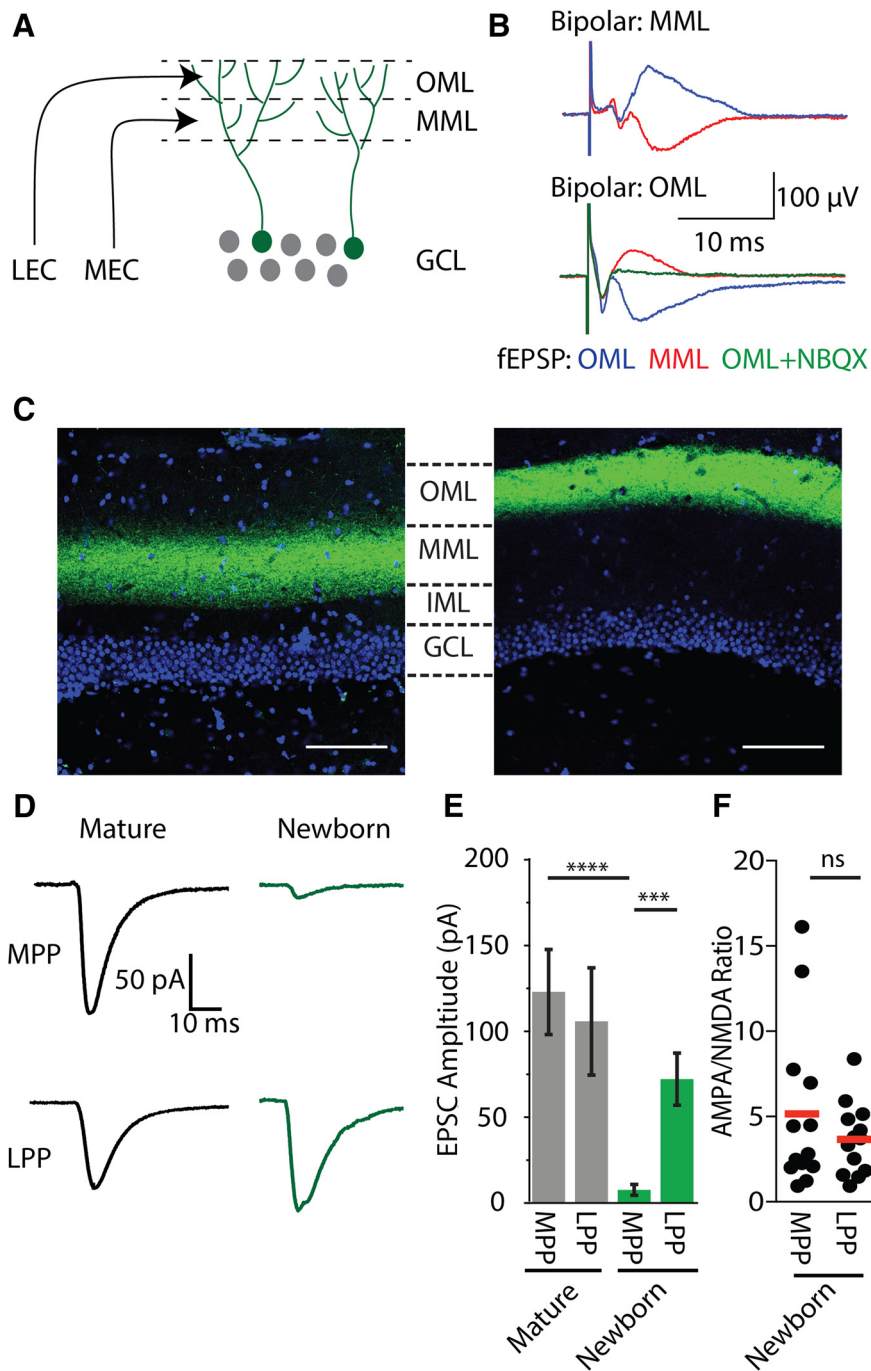 A
OML
MML
LEC
MEC
GCL
B
Bipolar: MML
Bipolar: OML
100 µV
10 ms
fEPSP: OML MML OML+NBQX
C
OML
MML
IML
GCL
D
Mature
Newborn
MPP
50 pA
10 ms
LPP
E
200
150
100
50
0
EPSC Ampltiude (pA)
****
***
MPP
LPP
MPP
LPP
Mature
Newborn
F
20
15
10
5
0
AMPA/NMDA Ratio
ns
MPP
LPP
Newborn